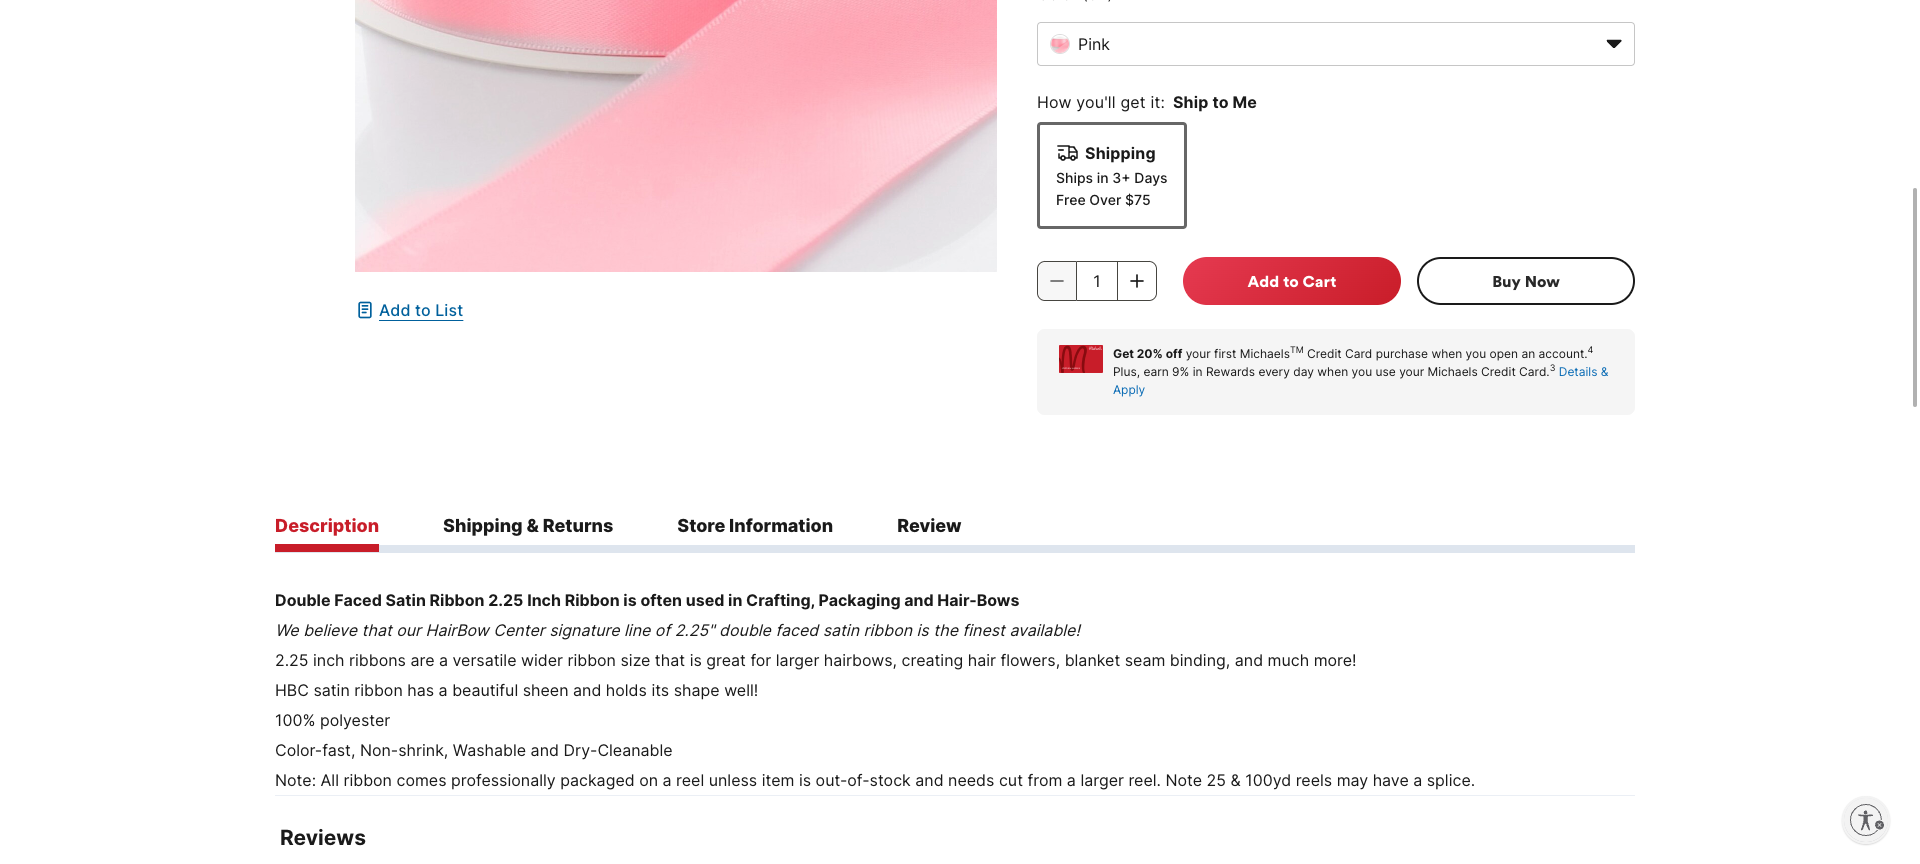 Pink
How you'll get it: Ship to Me
Shipping
Ships in 3+ Days
Free Over $75
1
Add to Cart
Buy Now
Add to List
Get 20% off your first Michaels™ Credit Card purchase when you open an account.⁴
Plus, earn 9% in Rewards every day when you use your Michaels Credit Card.³ Details &
Apply
Description
Shipping & Returns
Store Information
Review
Double Faced Satin Ribbon 2.25 Inch Ribbon is often used in Crafting, Packaging and Hair-Bows
We believe that our HairBow Center signature line of 2.25" double faced satin ribbon is the finest available!
2.25 inch ribbons are a versatile wider ribbon size that is great for larger hairbows, creating hair flowers, blanket seam binding, and much more!
HBC satin ribbon has a beautiful sheen and holds its shape well!
100% polyester
Color-fast, Non-shrink, Washable and Dry-Cleanable
Note: All ribbon comes professionally packaged on a reel unless item is out-of-stock and needs cut from a larger reel. Note 25 & 100yd reels may have a splice.
Reviews